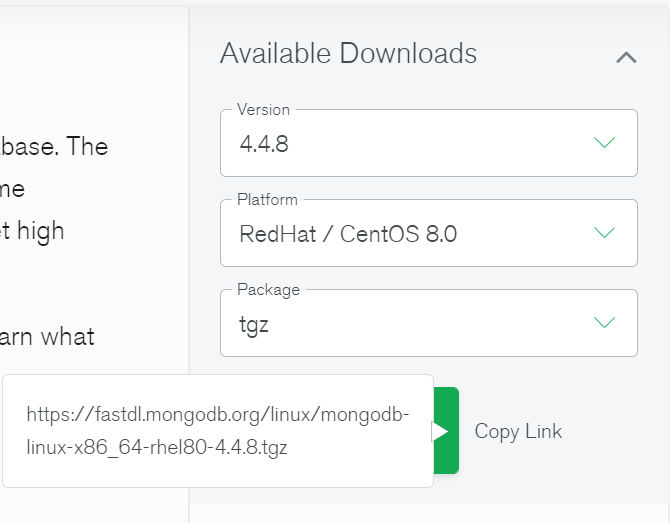 Available Downloads
base. The
me
t high
arn what
Version
4.4.8
Platform
RedHat / CentOS 8.0
Package
tgz
https://fastdl.mongodb.org/linux/mongodb-
linux-x86_64-rhel80-4.4.8.tgz
Copy Link